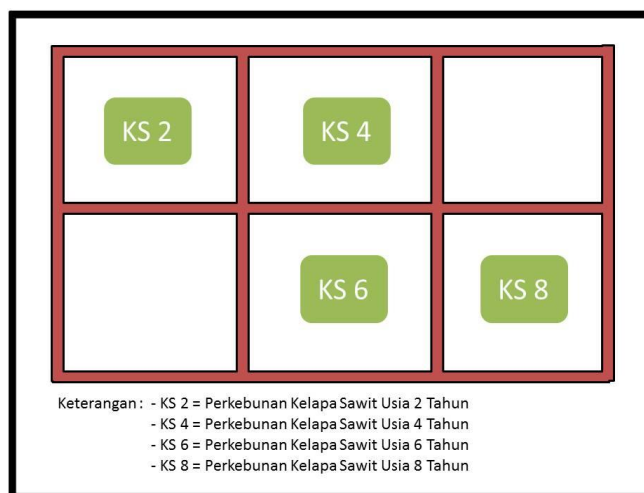 KS 2
KS 4
KS 6
KS 8
Keterangan : - KS 2 = Perkebunan Kelapa Sawit Usia 2 Tahun
- KS 4 = Perkebunan Kelapa Sawit Usia 4 Tahun
- KS 6 = Perkebunan Kelapa Sawit Usia 6 Tahun
- KS 8 = Perkebunan Kelapa Sawit Usia 8 Tahun